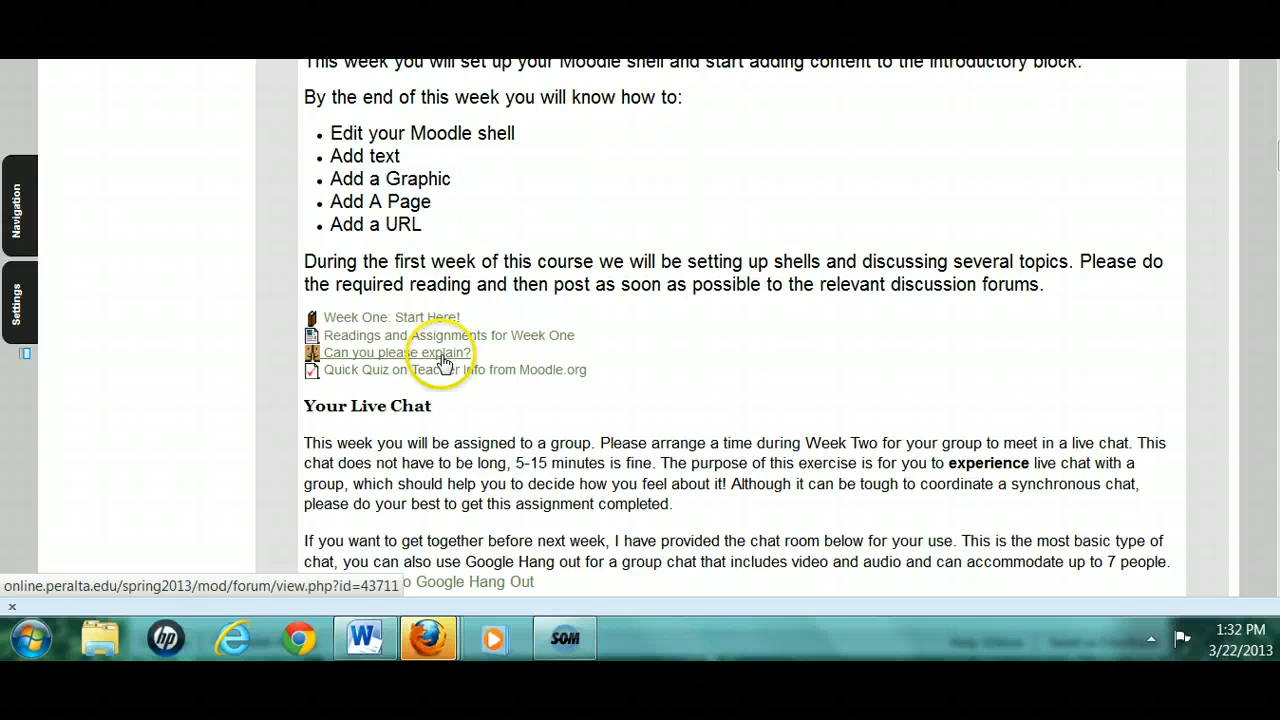 This week you will set up your Moodle shell and start adding content to the introductory block.
By the end of this week you will know how to:
Edit your Moodle shell
Add text
Add a Graphic
Add A Page
Add a URL
During the first week of this course we will be setting up shells and discussing several topics. Please do
the required reading and then post as soon as possible to the relevant discussion forums.
Week One: Start Here!
Readings and Assignments for Week One
Can you please explain?
Quick Quiz on Teacher Info from Moodle.org
Your Live Chat
This week you will be assigned to a group. Please arrange a time during Week Two for your group to meet in a live chat. This
chat does not have to be long, 5-15 minutes is fine. The purpose of this exercise is for you to experience live chat with a
group, which should help you to decide how you feel about it! Although it can be tough to coordinate a synchronous chat,
please do your best to get this assignment completed.
If you want to get together before next week, I have provided the chat room below for your use. This is the most basic type of
chat, you can also use Google Hang out for a group chat that includes video and audio and can accommodate up to 7 people.
o Google Hang Out
online.peralta.edu/spring2013/mod/forum/view.php?id=43711
Navigation
Settings
x
hp
W
SOM
1:32 PM
3/22/2013